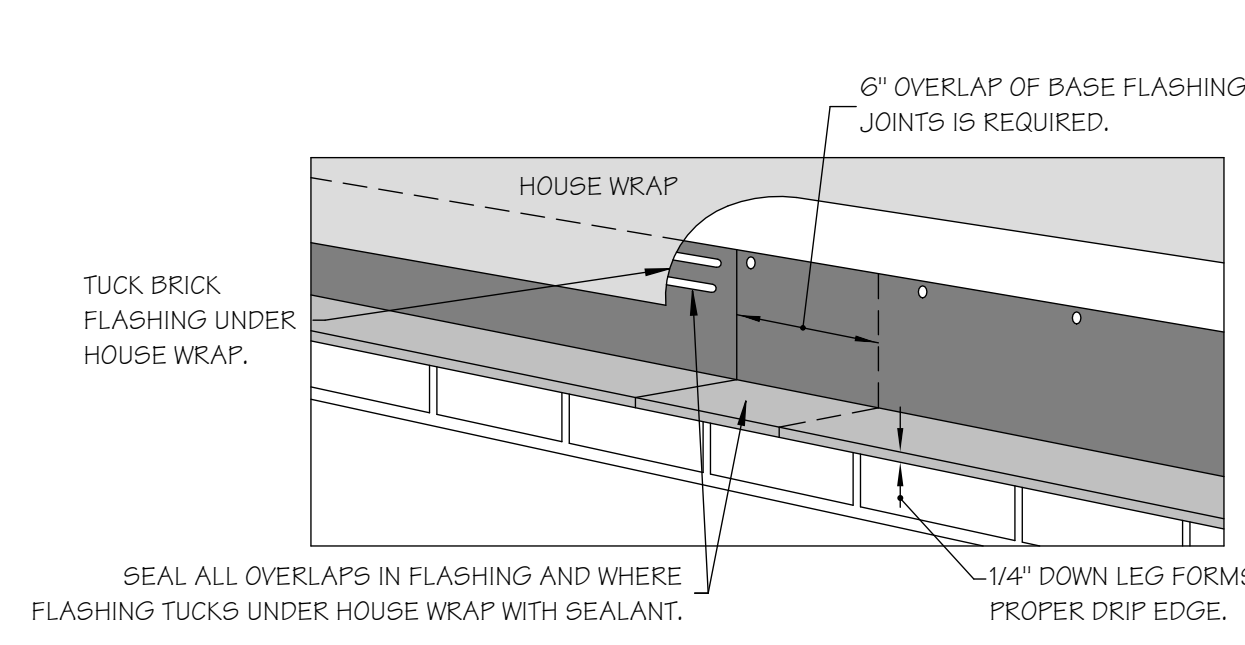 6" OVERLAP OF BASE FLASHING
JOINTS IS REQUIRED.
HOUSE WRAP
TUCK BRICK
FLASHING UNDER
HOUSE WRAP.
SEAL ALL OVERLAPS IN FLASHING AND WHERE
FLASHING TUCKS UNDER HOUSE WRAP WITH SEALANT.
1/4" DOWN LEG FORMS
PROPER DRIP EDGE.